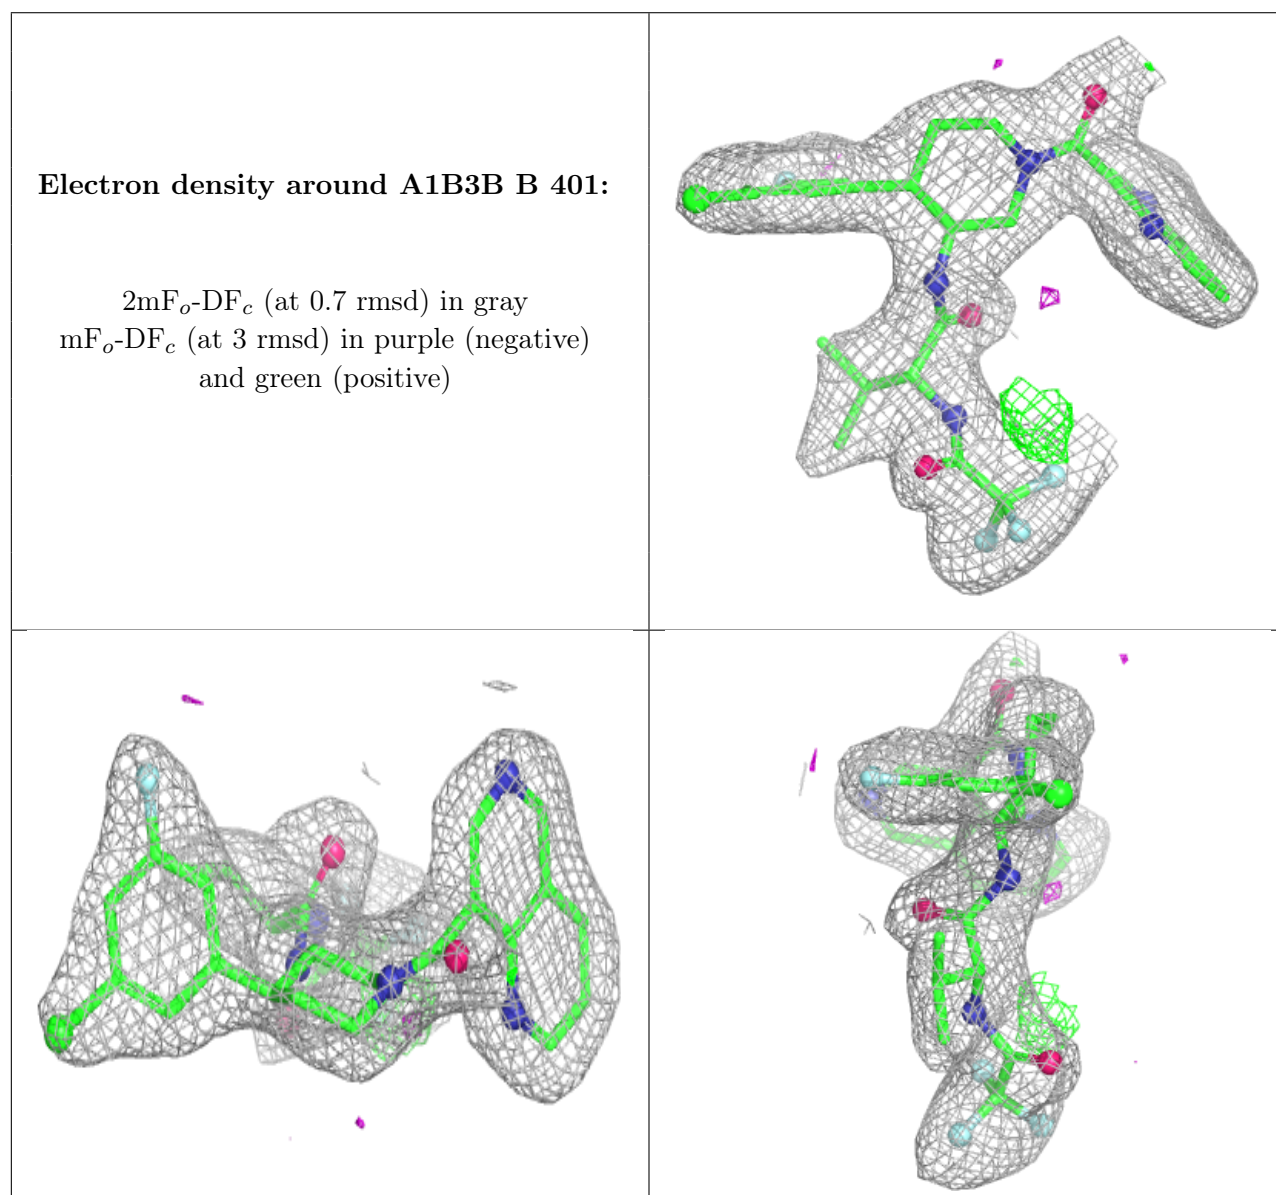 Electron density around A1B3B B 401:
2mFo-DFc (at 0.7 rmsd) in gray
mFo-DFc (at 3 rmsd) in purple (negative)
and green (positive)